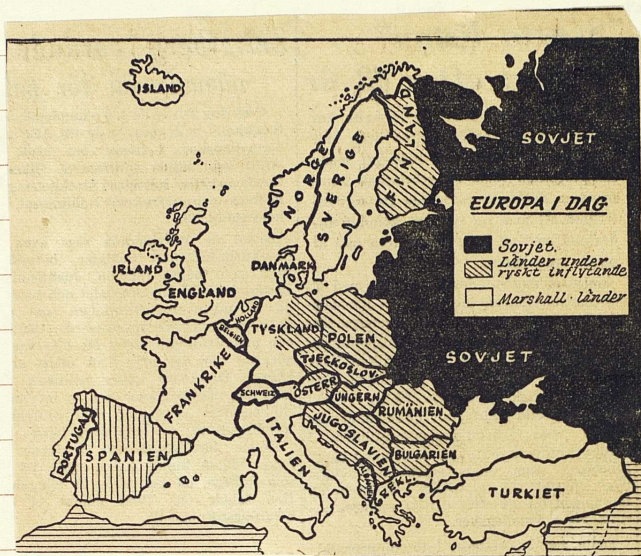 ISLAND
SOVJET
NORGE
SVERIGE
FINLAND
EUROPA I DAG
Sovjet.
Länder under
ryskt inflytande
Marshall-länder
IRLAND
ENGLAND
DANMARK
HOLLAND
BELGIEN
TYSKLAND
POLEN
SOVJET
TJECKOSLOV.
FRANKRIKE
SCHWEIZ
ÖSTERR.
UNGERN
RUMÄNIEN
JUGOSLAVIEN
ITALIEN
BULGARIEN
PORTUGAL
SPANIEN
ALBANIEN
GREKL.
TURKIET